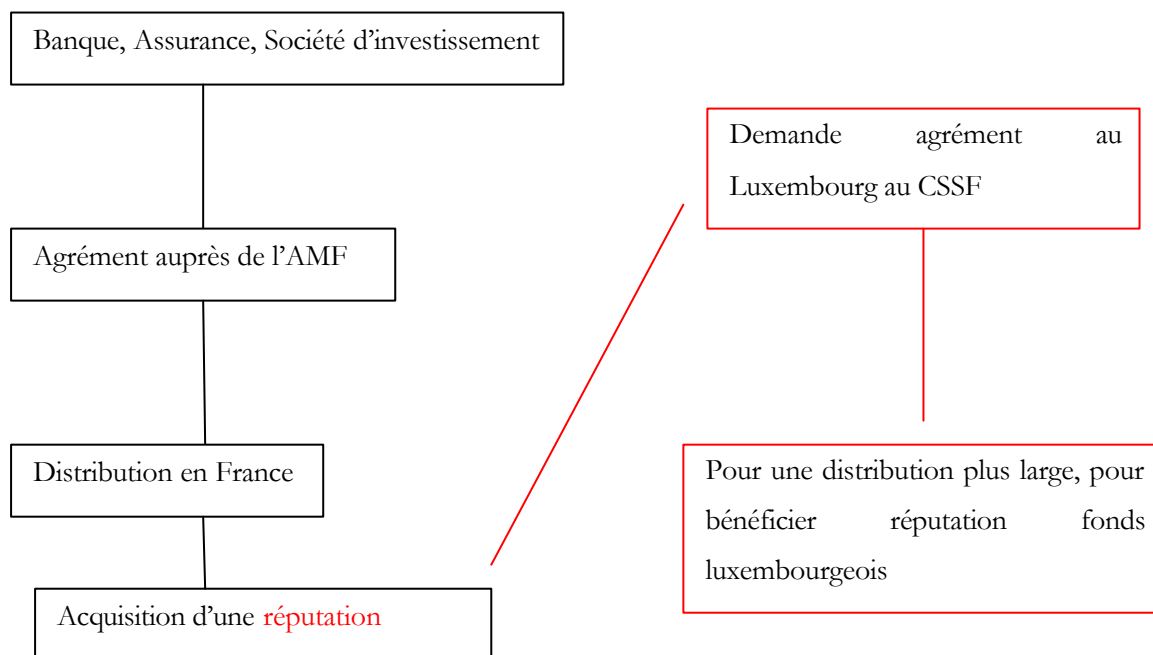 Banque, Assurance, Société d’investissement
Agrément auprès de l’AMF
Distribution en France
Acquisition d’une réputation
Demande agrément au
Luxembourg au CSSF
Pour une distribution plus large, pour
bénéficier réputation fonds
luxembourgeois